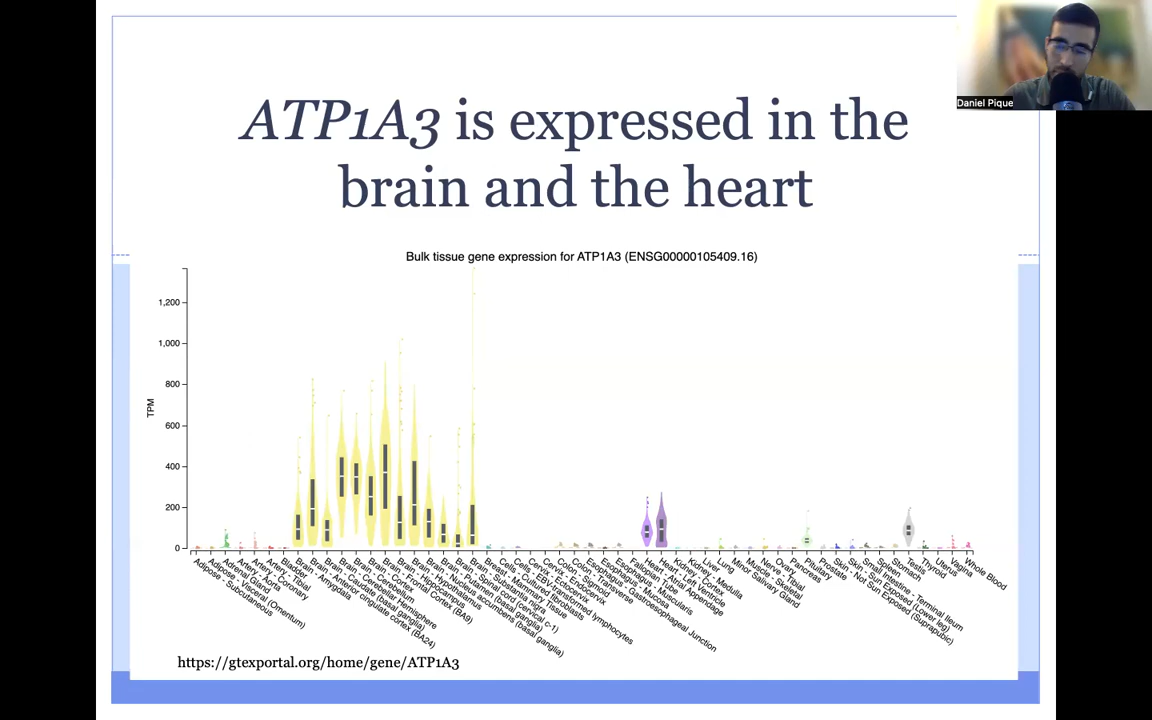 ATP1A3 is expressed in the
brain and the heart
Daniel Pique
Bulk tissue gene expression for ATP1A3 (ENSG00000105409.16)
TPM
1,200
1,000
800
600
400
200
0
Adipose - Subcutaneous
Adipose - Visceral (Omentum)
Adrenal Gland
Artery - Aorta
Artery - Coronary
Artery - Tibial
Bladder
Brain - Amygdala
Brain - Anterior cingulate cortex (BA24)
Brain - Caudate (basal ganglia)
Brain - Cerebellar Hemisphere
Brain - Cerebellum
Brain - Cortex
Brain - Frontal Cortex (BA9)
Brain - Hippocampus
Brain - Hypothalamus
Brain - Nucleus accumbens (basal ganglia)
Brain - Putamen (basal ganglia)
Brain - Spinal cord (cervical c-1)
Brain - Substantia nigra
Breast - Mammary Tissue
Cells - Cultured fibroblasts
Cells - EBV-transformed lymphocytes
Cervix - Ectocervix
Cervix - Endocervix
Colon - Sigmoid
Colon - Transverse
Esophagus - Gastroesophageal Junction
Esophagus - Mucosa
Esophagus - Muscularis
Fallopian Tube
Heart - Atrial Appendage
Heart - Left Ventricle
Kidney - Cortex
Kidney - Medulla
Liver
Lung
Minor Salivary Gland
Muscle - Skeletal
Nerve - Tibial
Ovary
Pancreas
Pituitary
Prostate
Skin - Not Sun Exposed (Suprapubic)
Skin - Sun Exposed (Lower leg)
Small Intestine - Terminal Ileum
Spleen
Stomach
Testis
Thyroid
Uterus
Vagina
Whole Blood
https://gtexportal.org/home/gene/ATP1A3